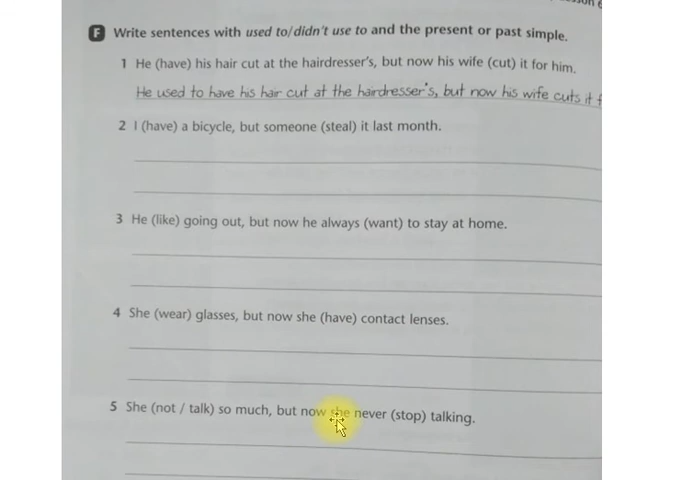 F Write sentences with used to/didn't use to and the present or past simple.
1 He (have) his hair cut at the hairdresser's, but now his wife (cut) it for him.
He used to have his hair cut at the hairdresser's, but now his wife cuts it f
2 I (have) a bicycle, but someone (steal) it last month.
3 He (like) going out, but now he always (want) to stay at home.
4 She (wear) glasses, but now she (have) contact lenses.
5 She (not / talk) so much, but now she never (stop) talking.